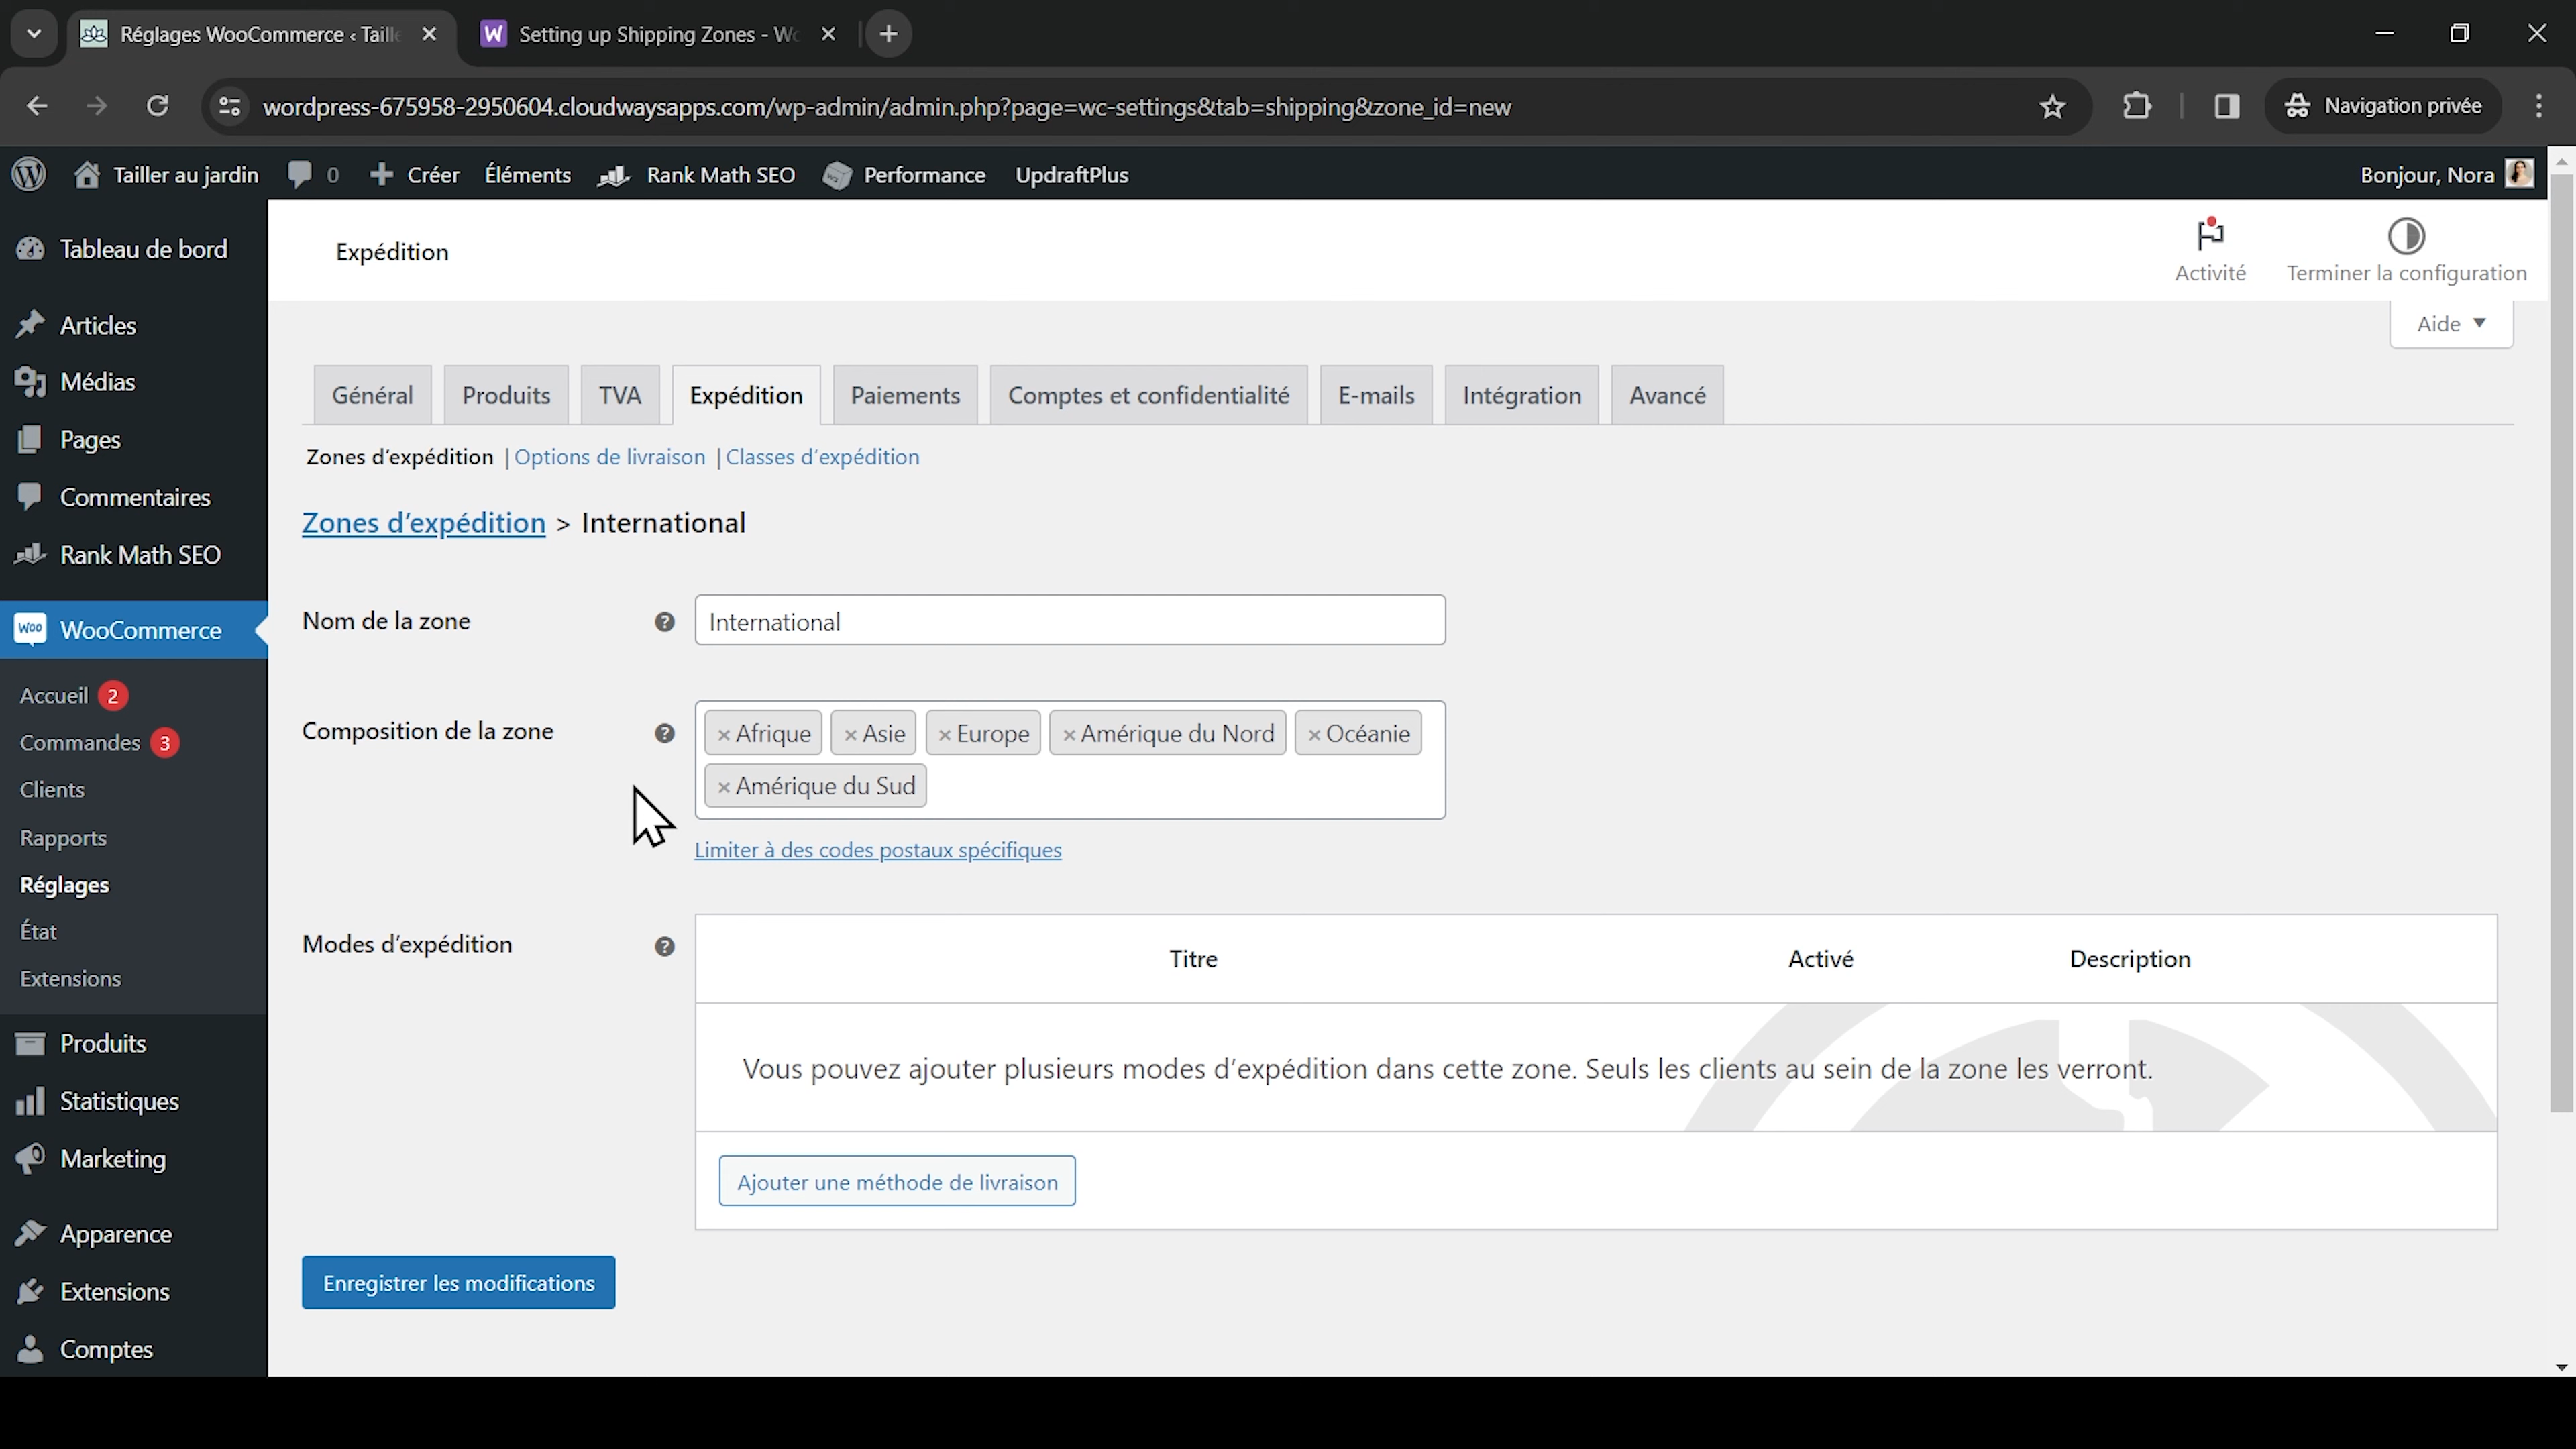 Réglages WooCommerce ‹ Taille
Setting up Shipping Zones - Wo
wordpress-675958-2950604.cloudwaysapps.com/wp-admin/admin.php?page=wc-settings&tab=shipping&zone_id=new
Navigation privée
Tailler au jardin
0
Créer
Éléments
Rank Math SEO
Performance
UpdraftPlus
Bonjour, Nora
Tableau de bord
Articles
Médias
Pages
Commentaires
Rank Math SEO
WooCommerce
Accueil 2
Commandes 3
Clients
Rapports
Réglages
État
Extensions
Produits
Statistiques
Marketing
Apparence
Extensions
Comptes
Expédition
Activité
Terminer la configuration
Aide ▼
Général Produits TVA Expédition Paiements Comptes et confidentialité E-mails Intégration Avancé
Zones d'expédition | Options de livraison | Classes d'expédition
Zones d'expédition > International
Nom de la zone
International
Composition de la zone
× Afrique × Asie × Europe × Amérique du Nord × Océanie
× Amérique du Sud
Limiter à des codes postaux spécifiques
Modes d'expédition
Titre Activé Description
Vous pouvez ajouter plusieurs modes d'expédition dans cette zone. Seuls les clients au sein de la zone les verront.
Ajouter une méthode de livraison
Enregistrer les modifications